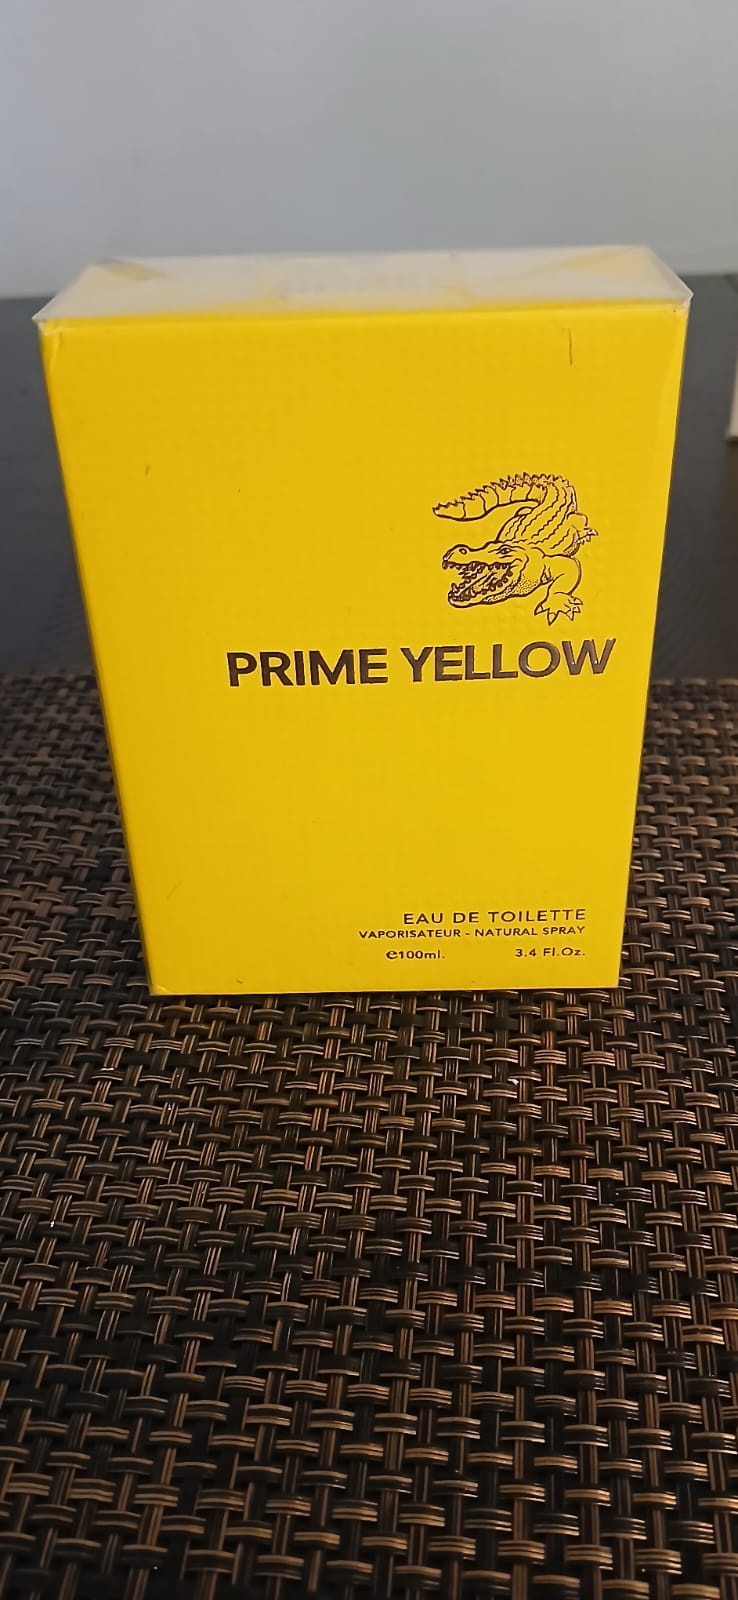 PRIME YELLOW
EAU DE TOILETTE
VAPORISATEUR - NATURAL SPRAY
℮100ml. 3.4 Fl.Oz.